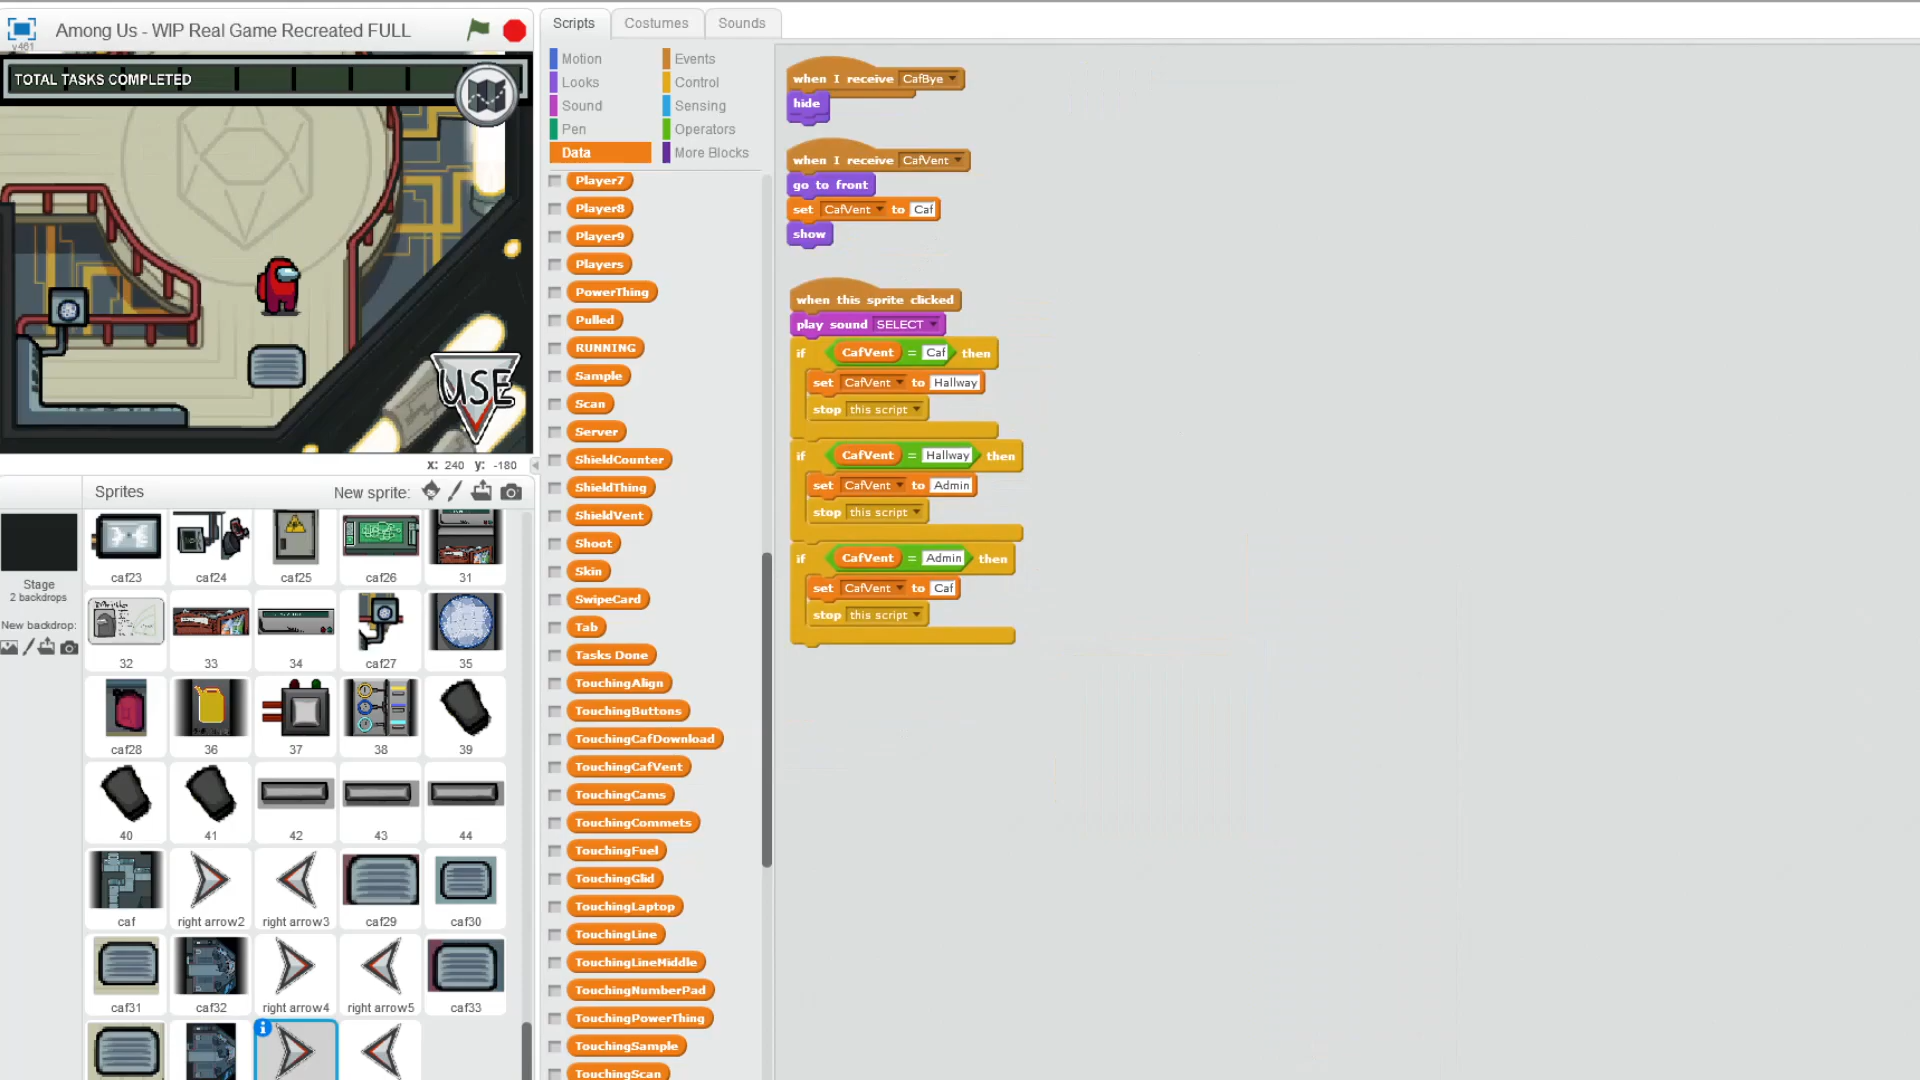 Among Us - WIP Real Game Recreated FULL
v461
TOTAL TASKS COMPLETED
USE
x: 240 y: -180
Sprites
New sprite:
Stage
2 backdrops
New backdrop:
caf23 caf24 caf25 caf26 31
32 33 34 caf27 35
caf28 36 37 38 39
40 41 42 43 44
caf right arrow2 right arrow3 caf29 caf30
caf31 caf32 right arrow4 right arrow5 caf33
Scripts Costumes Sounds
Motion Events
Looks Control
Sound Sensing
Pen Operators
Data More Blocks
Player7
Player8
Player9
Players
PowerThing
Pulled
RUNNING
Sample
Scan
Server
ShieldCounter
ShieldThing
ShieldVent
Shoot
Skin
SwipeCard
Tab
Tasks Done
TouchingAlign
TouchingButtons
TouchingCafDownload
TouchingCafVent
TouchingCams
TouchingCommets
TouchingFuel
TouchingGlid
TouchingLaptop
TouchingLine
TouchingLineMiddle
TouchingNumberPad
TouchingPowerThing
TouchingSample
TouchingScan
when I receive CafBye
hide
when I receive CafVent
go to front
set CafVent to Caf
show
when this sprite clicked
play sound SELECT
if CafVent = Caf then
set CafVent to Hallway
stop this script
if CafVent = Hallway then
set CafVent to Admin
stop this script
if CafVent = Admin then
set CafVent to Caf
stop this script